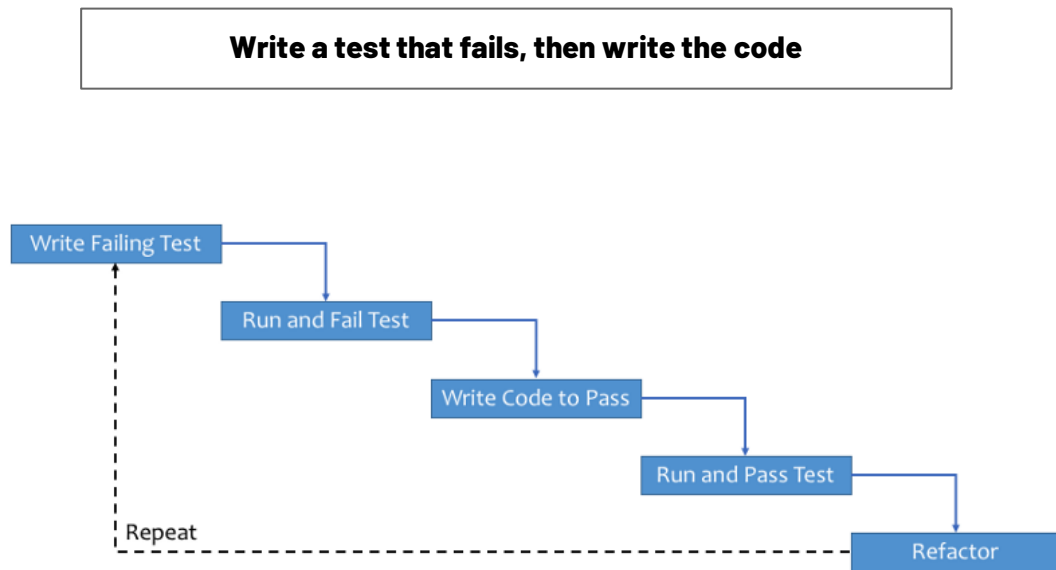 Write a test that fails, then write the code
Write Failing Test
Run and Fail Test
Write Code to Pass
Run and Pass Test
Repeat
Refactor